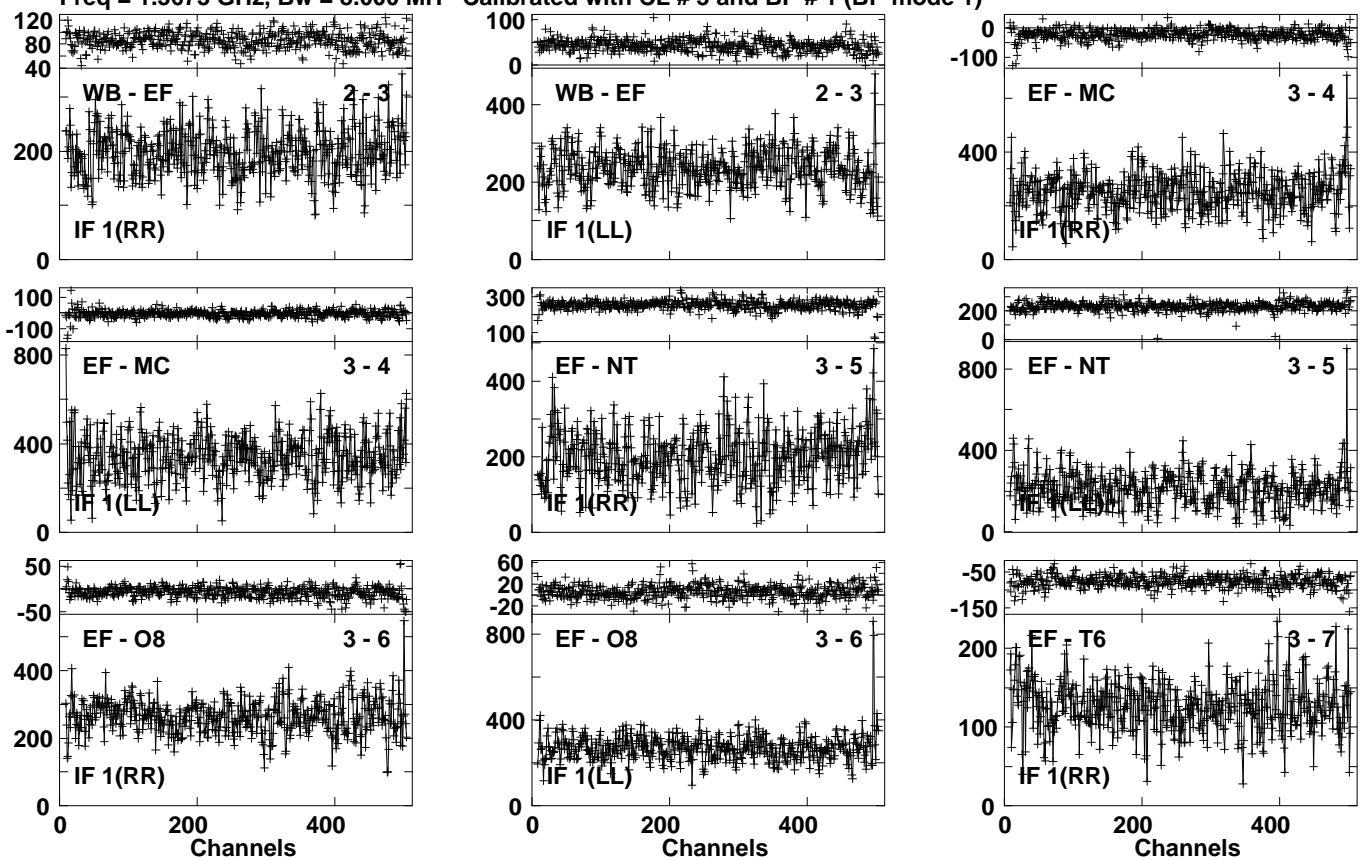 Freq = 1.3675 GHz, Bw = 8.000 MH Calibrated with CL # 3 and BP # 1 (BP mode 1)
120
80
40
200
0
WB - EF 2 - 3
IF 1(RR)
100
0
400
200
0
WB - EF 2 - 3
IF 1(LL)
0
-100
400
200
0
EF - MC 3 - 4
IF 1(RR)
100
-100
800
400
0
EF - MC 3 - 4
IF 1(LL)
300
100
400
200
0
EF - NT 3 - 5
IF 1(RR)
200
0
800
400
0
EF - NT 3 - 5
IF 1(LL)
50
-50
400
200
0
EF - O8 3 - 6
IF 1(RR)
0 200 400
Channels
60
20
-20
800
400
0
EF - O8 3 - 6
IF 1(LL)
0 200 400
Channels
-50
-150
200
100
0
EF - T6 3 - 7
IF 1(RR)
0 200 400
Channels